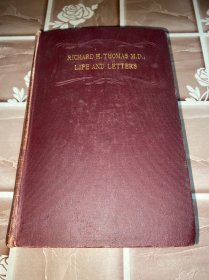 RICHARD H. THOMAS M.D.,
LIFE AND LETTERS